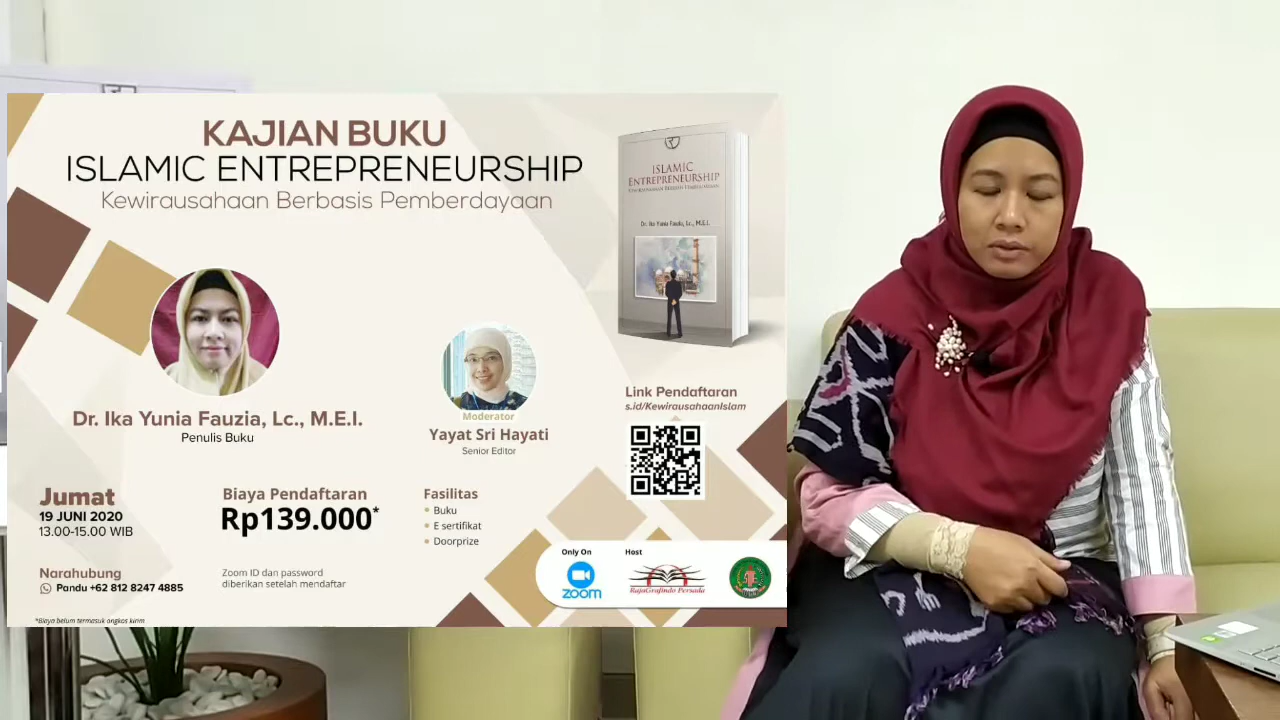 KAJIAN BUKU
ISLAMIC ENTREPRENEURSHIP
Kewirausahaan Berbasis Pemberdayaan
ISLAMIC
ENTREPRENEURSHIP
Kewirausahaan Berbasis Pemberdayaan
Dr. Ika Yunia Fauzia, Lc., M.E.I.
Dr. Ika Yunia Fauzia, Lc., M.E.I.
Penulis Buku
Moderator
Yayat Sri Hayati
Senior Editor
Link Pendaftaran
s.id/KewirausahaanIslam
Jumat
19 JUNI 2020
13.00-15.00 WIB
Biaya Pendaftaran
Rp139.000*
Fasilitas
Buku
E sertifikat
Doorprize
Narahubung
Pandu +62 812 8247 4885
Zoom ID dan password
diberikan setelah mendaftar
Only On
zoom
Host
RajaGrafindo Persada
*Biaya belum termasuk ongkos kirim